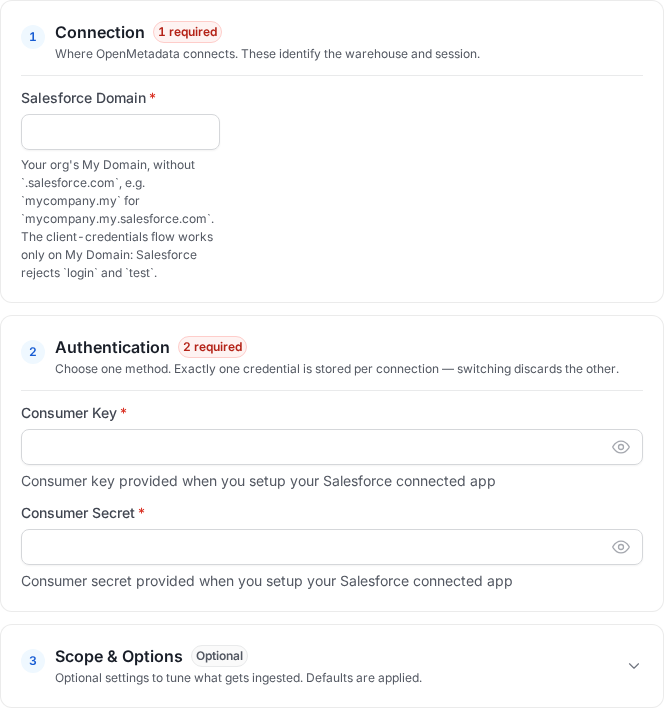 1
Connection
1 required
Where OpenMetadata connects. These identify the warehouse and session.
Salesforce Domain *
Your org's My Domain, without
`.salesforce.com`, e.g.
`mycompany.my` for
`mycompany.my.salesforce.com`.
The client-credentials flow works
only on My Domain: Salesforce
rejects `login` and `test`.
2
Authentication
2 required
Choose one method. Exactly one credential is stored per connection — switching discards the other.
Consumer Key *
Consumer key provided when you setup your Salesforce connected app
Consumer Secret *
Consumer secret provided when you setup your Salesforce connected app
3
Scope & Options
Optional
Optional settings to tune what gets ingested. Defaults are applied.